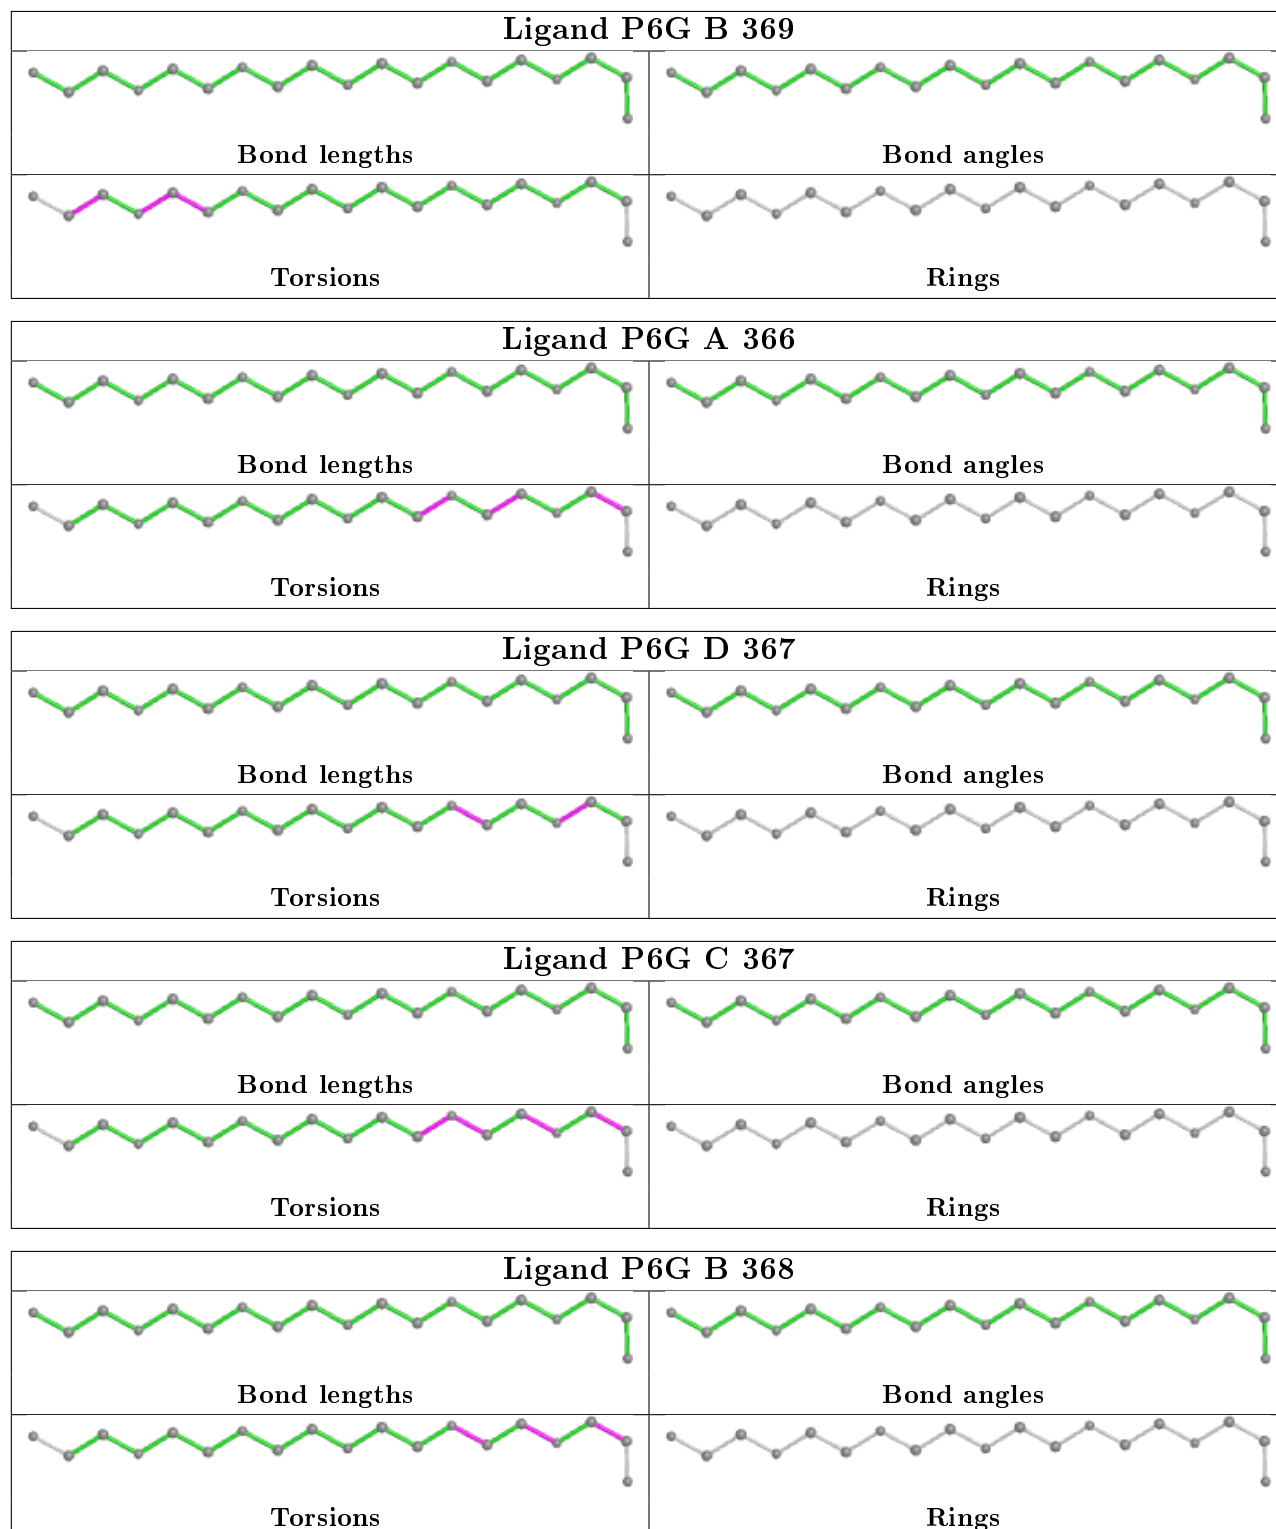 Ligand P6G B 369
Bond lengths Bond angles
Torsions Rings
Ligand P6G A 366
Bond lengths Bond angles
Torsions Rings
Ligand P6G D 367
Bond lengths Bond angles
Torsions Rings
Ligand P6G C 367
Bond lengths Bond angles
Torsions Rings
Ligand P6G B 368
Bond lengths Bond angles
Torsions Rings